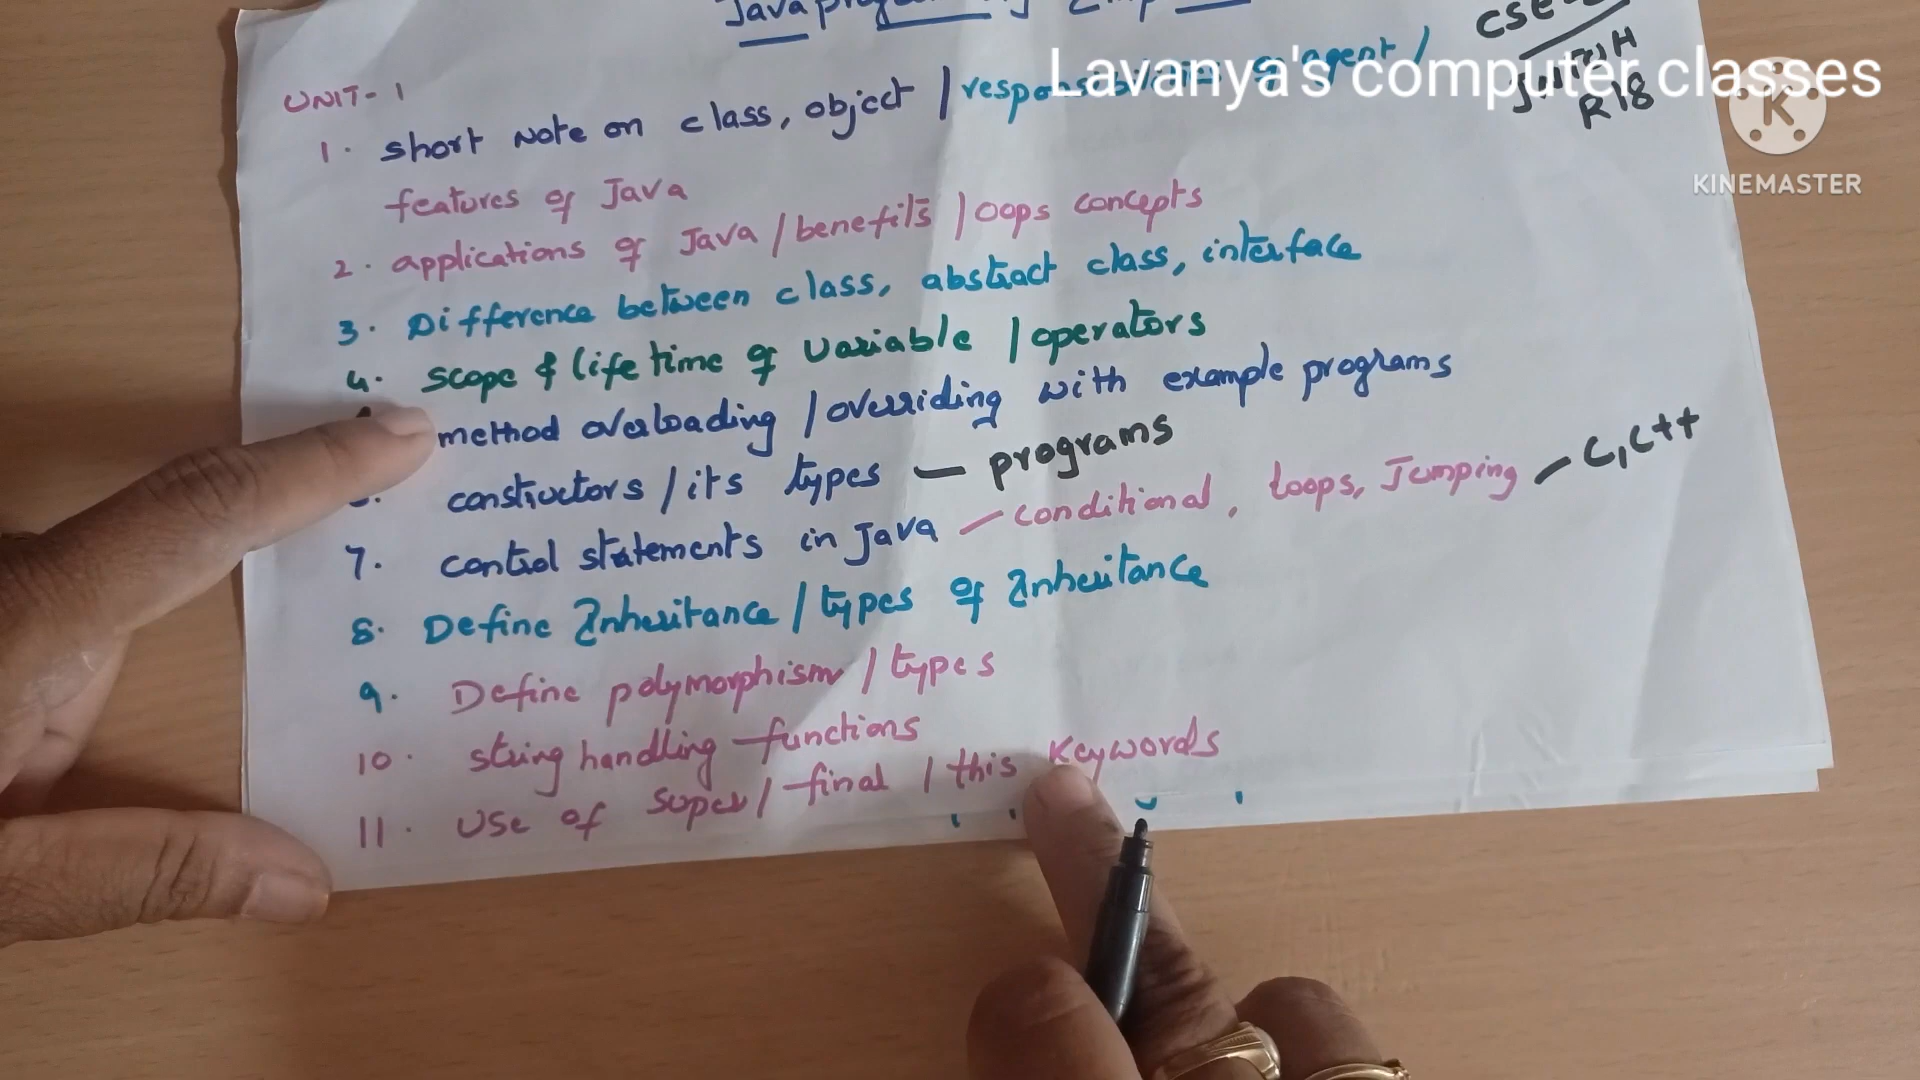 Java programming Imp
CSE
JNTUH
R18
Lavanya's computer classes
K
KINEMASTER
UNIT-1
1. short note on class, object / agent /
features of Java
2. applications of Java / benefits / oops concepts
3. Difference between class, abstract class, interface
4. scope & life time of variable / operators
method overloading / overriding with example programs
constructors / its types — programs
7. control statements in Java — conditional, loops, Jumping — C, C++
8. Define Inheritance / types of Inheritance
9. Define polymorphism / types
10. string handling functions
11. Use of super / final / this Keywords